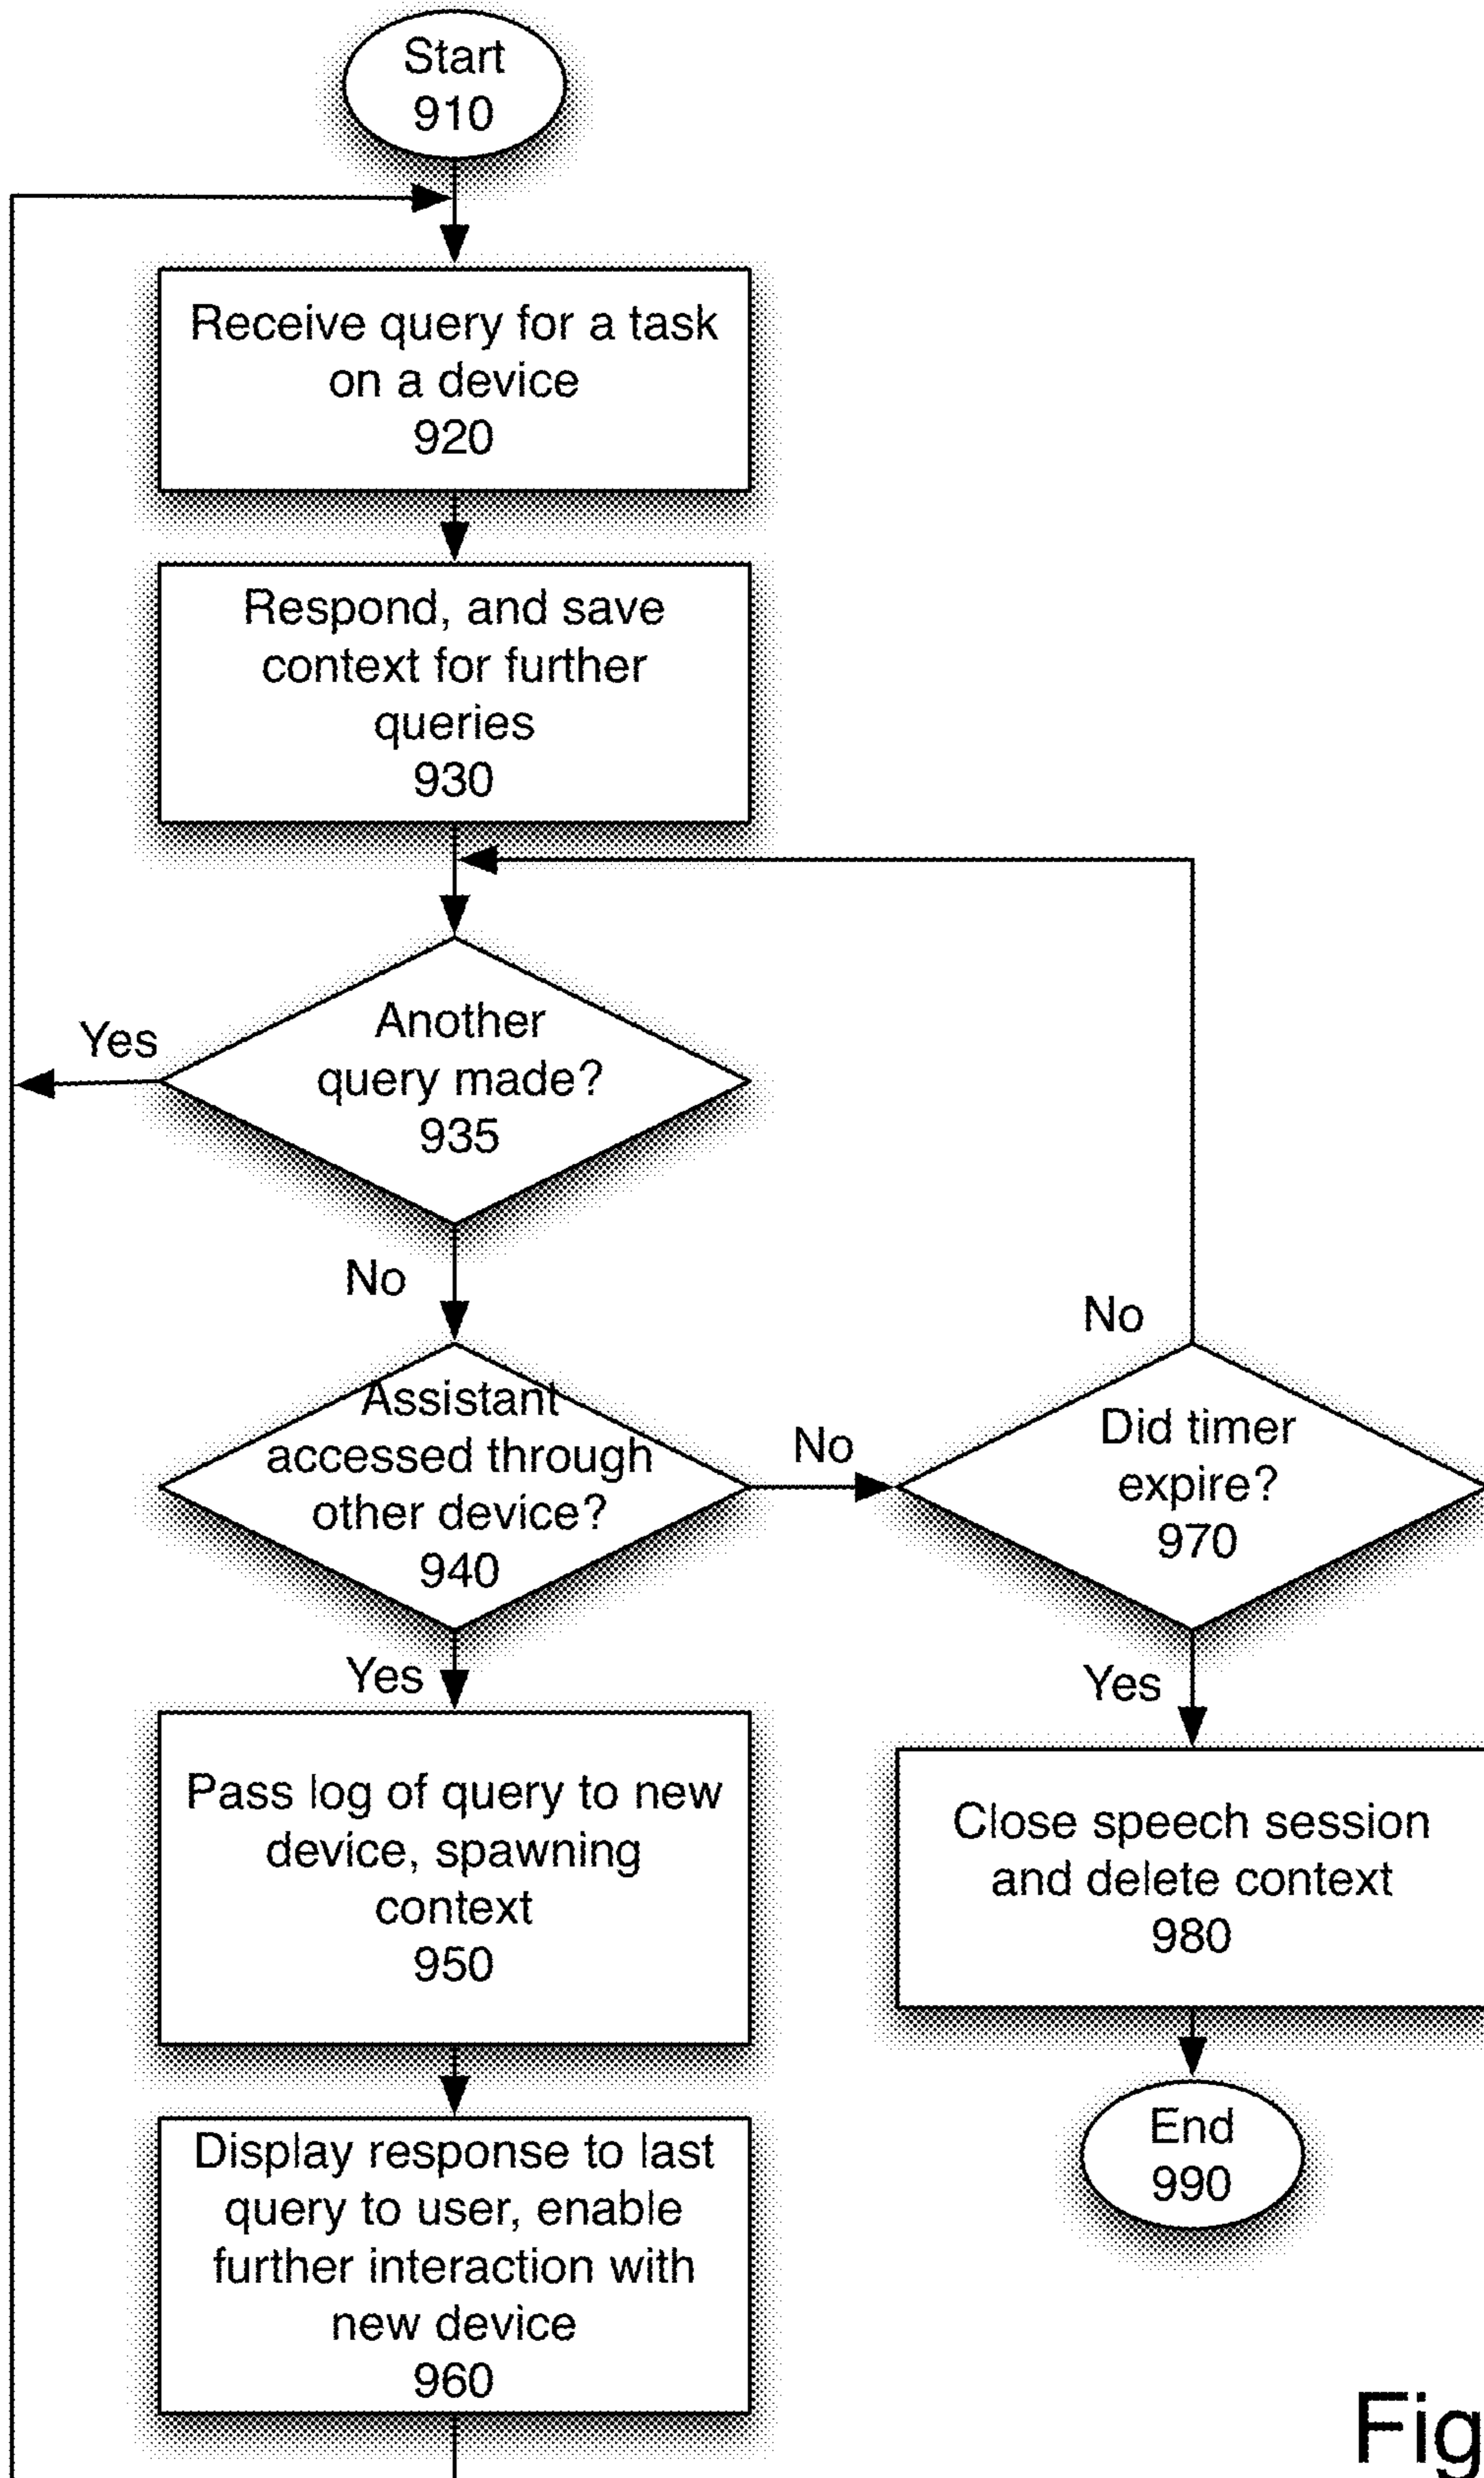 Start
910
Receive query for a task
on a device
920
Respond, and save
context for further
queries
930
Another
query made?
935
Yes
No
Assistant
accessed through
other device?
940
No
Yes
Did timer
expire?
970
No
Yes
Pass log of query to new
device, spawning
context
950
Close speech session
and delete context
980
Display response to last
query to user, enable
further interaction with
new device
960
End
990
Fig